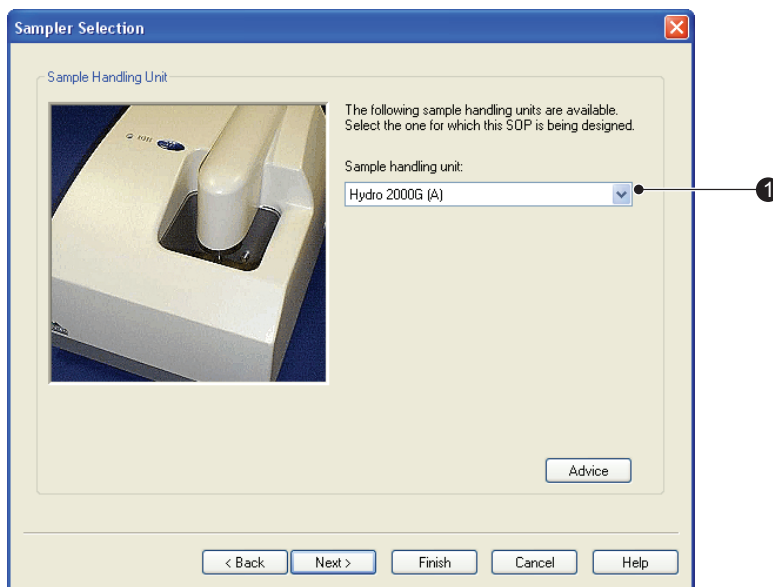 Sampler Selection
Sample Handling Unit
The following sample handling units are available.
Select the one for which this SOP is being designed.
Sample handling unit:
Hydro 2000G (A)
1
Advice
< Back
Next >
Finish
Cancel
Help